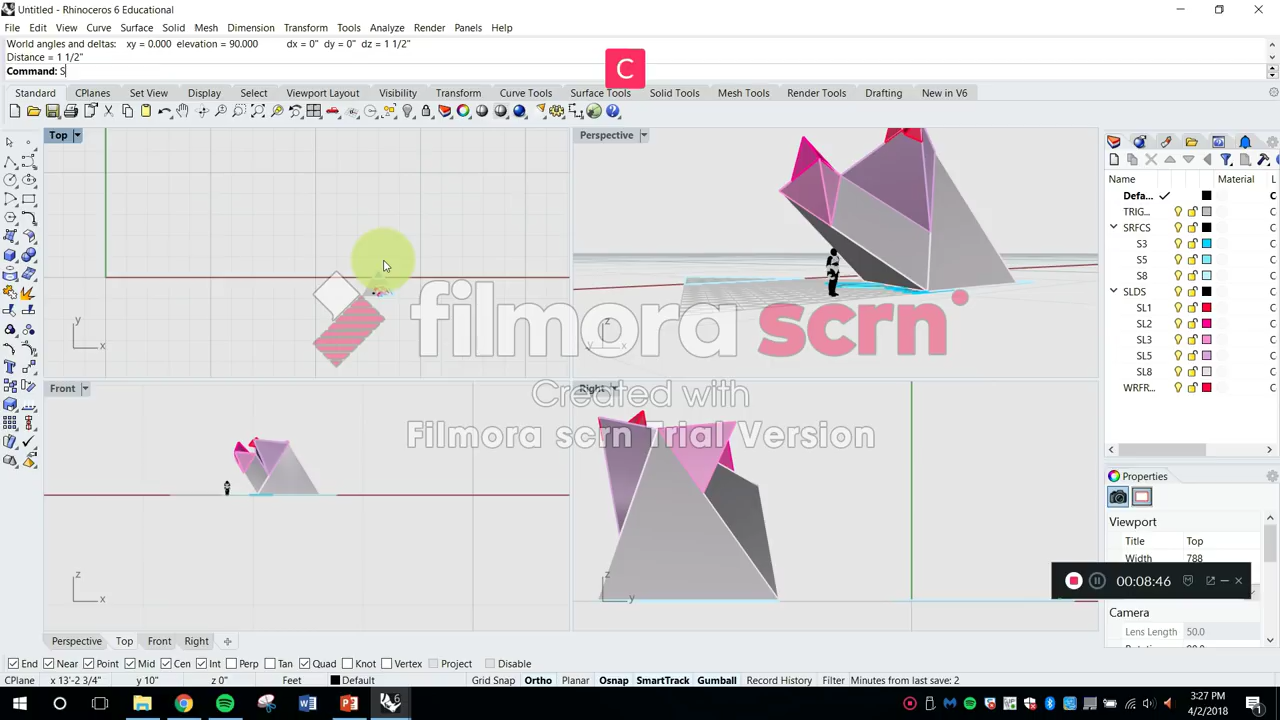 Untitled - Rhinoceros 6 Educational
File Edit View Curve Surface Solid Mesh Dimension Transform Tools Analyze Render Panels Help
World angles and deltas: xy = 0.000 elevation = 90.000 dx = 0" dy = 0" dz = 1 1/2"
Distance = 1 1/2"
Command: S
C
Standard CPlanes Set View Display Select Viewport Layout Visibility Transform Curve Tools Surface Tools Solid Tools Mesh Tools Render Tools Drafting New in V6
Top
Perspective
Name Material L
Defa... C
TRIG... C
SRFCS C
S3 C
S5 C
S8 C
SLDS C
SL1 C
SL2 C
SL3 C
SL5 C
SL8 C
WRFR... C
y
x
z
y x
filmora scrn
Created with
Filmora scrn Trial Version
Front
Right
z
x
z
y
Properties
Viewport
Title Top
Width 788
00:08:46
Camera
Lens Length 50.0
Perspective Top Front Right
End Near Point Mid Cen Int Perp Tan Quad Knot Vertex Project Disable
CPlane x 13'-2 3/4" y 10" z 0" Feet Default Grid Snap Ortho Planar Osnap SmartTrack Gumball Record History Filter Minutes from last save: 2
3:27 PM
4/2/2018